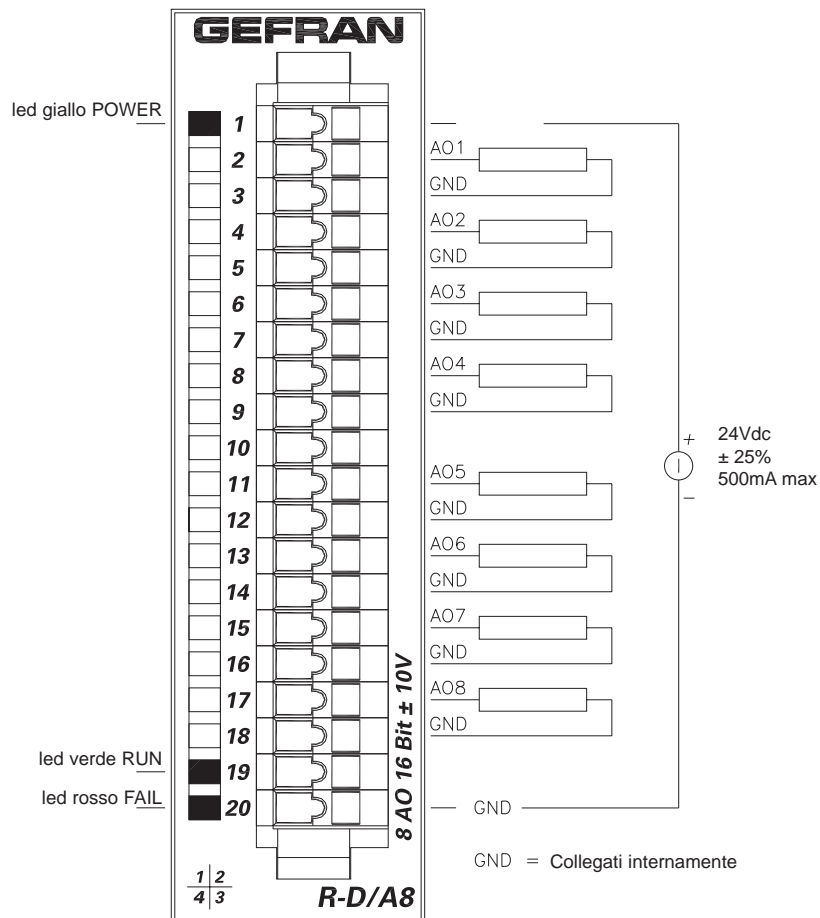 GEFRAN
led giallo POWER
1
2
3
4
5
6
7
8
9
10
11
12
13
14
15
16
17
18
led verde RUN
19
led rosso FAIL
20
8 AO 16 Bit ± 10V
1 2
4 3
R-D/A8
AO1
GND
AO2
GND
AO3
GND
AO4
GND
AO5
GND
AO6
GND
AO7
GND
AO8
GND
+
24Vdc
± 25%
500mA max
–
GND
GND = Collegati internamente